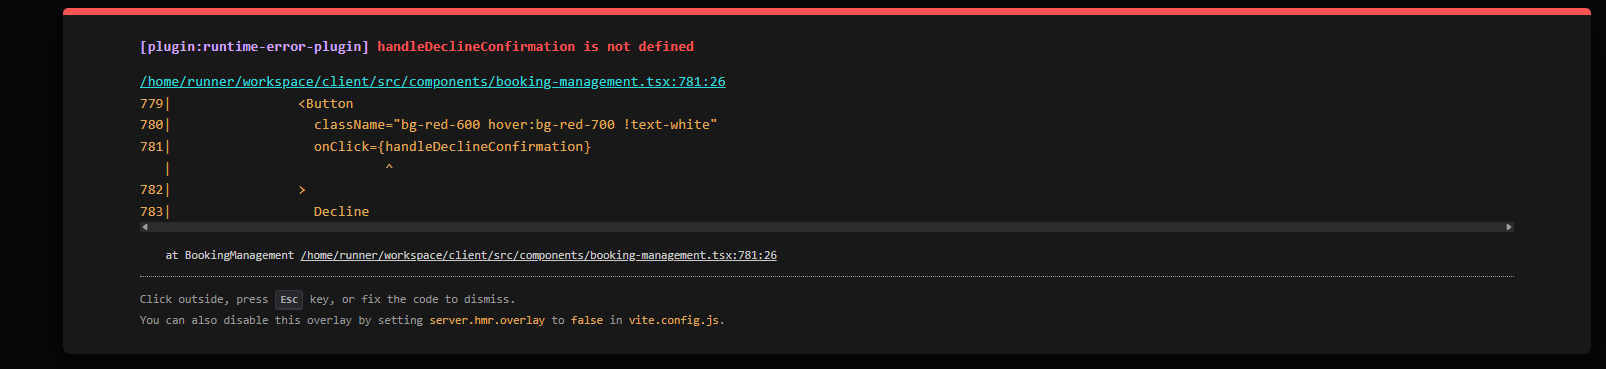 [plugin:runtime-error-plugin] handleDeclineConfirmation is not defined
/home/runner/workspace/client/src/components/booking-management.tsx:781:26
779|                <Button
780|                  className="bg-red-600 hover:bg-red-700 !text-white"
781|                  onClick={handleDeclineConfirmation}
   |                           ^
782|                >
783|                  Decline
at BookingManagement /home/runner/workspace/client/src/components/booking-management.tsx:781:26
Click outside, press Esc key, or fix the code to dismiss.
You can also disable this overlay by setting server.hmr.overlay to false in vite.config.js.